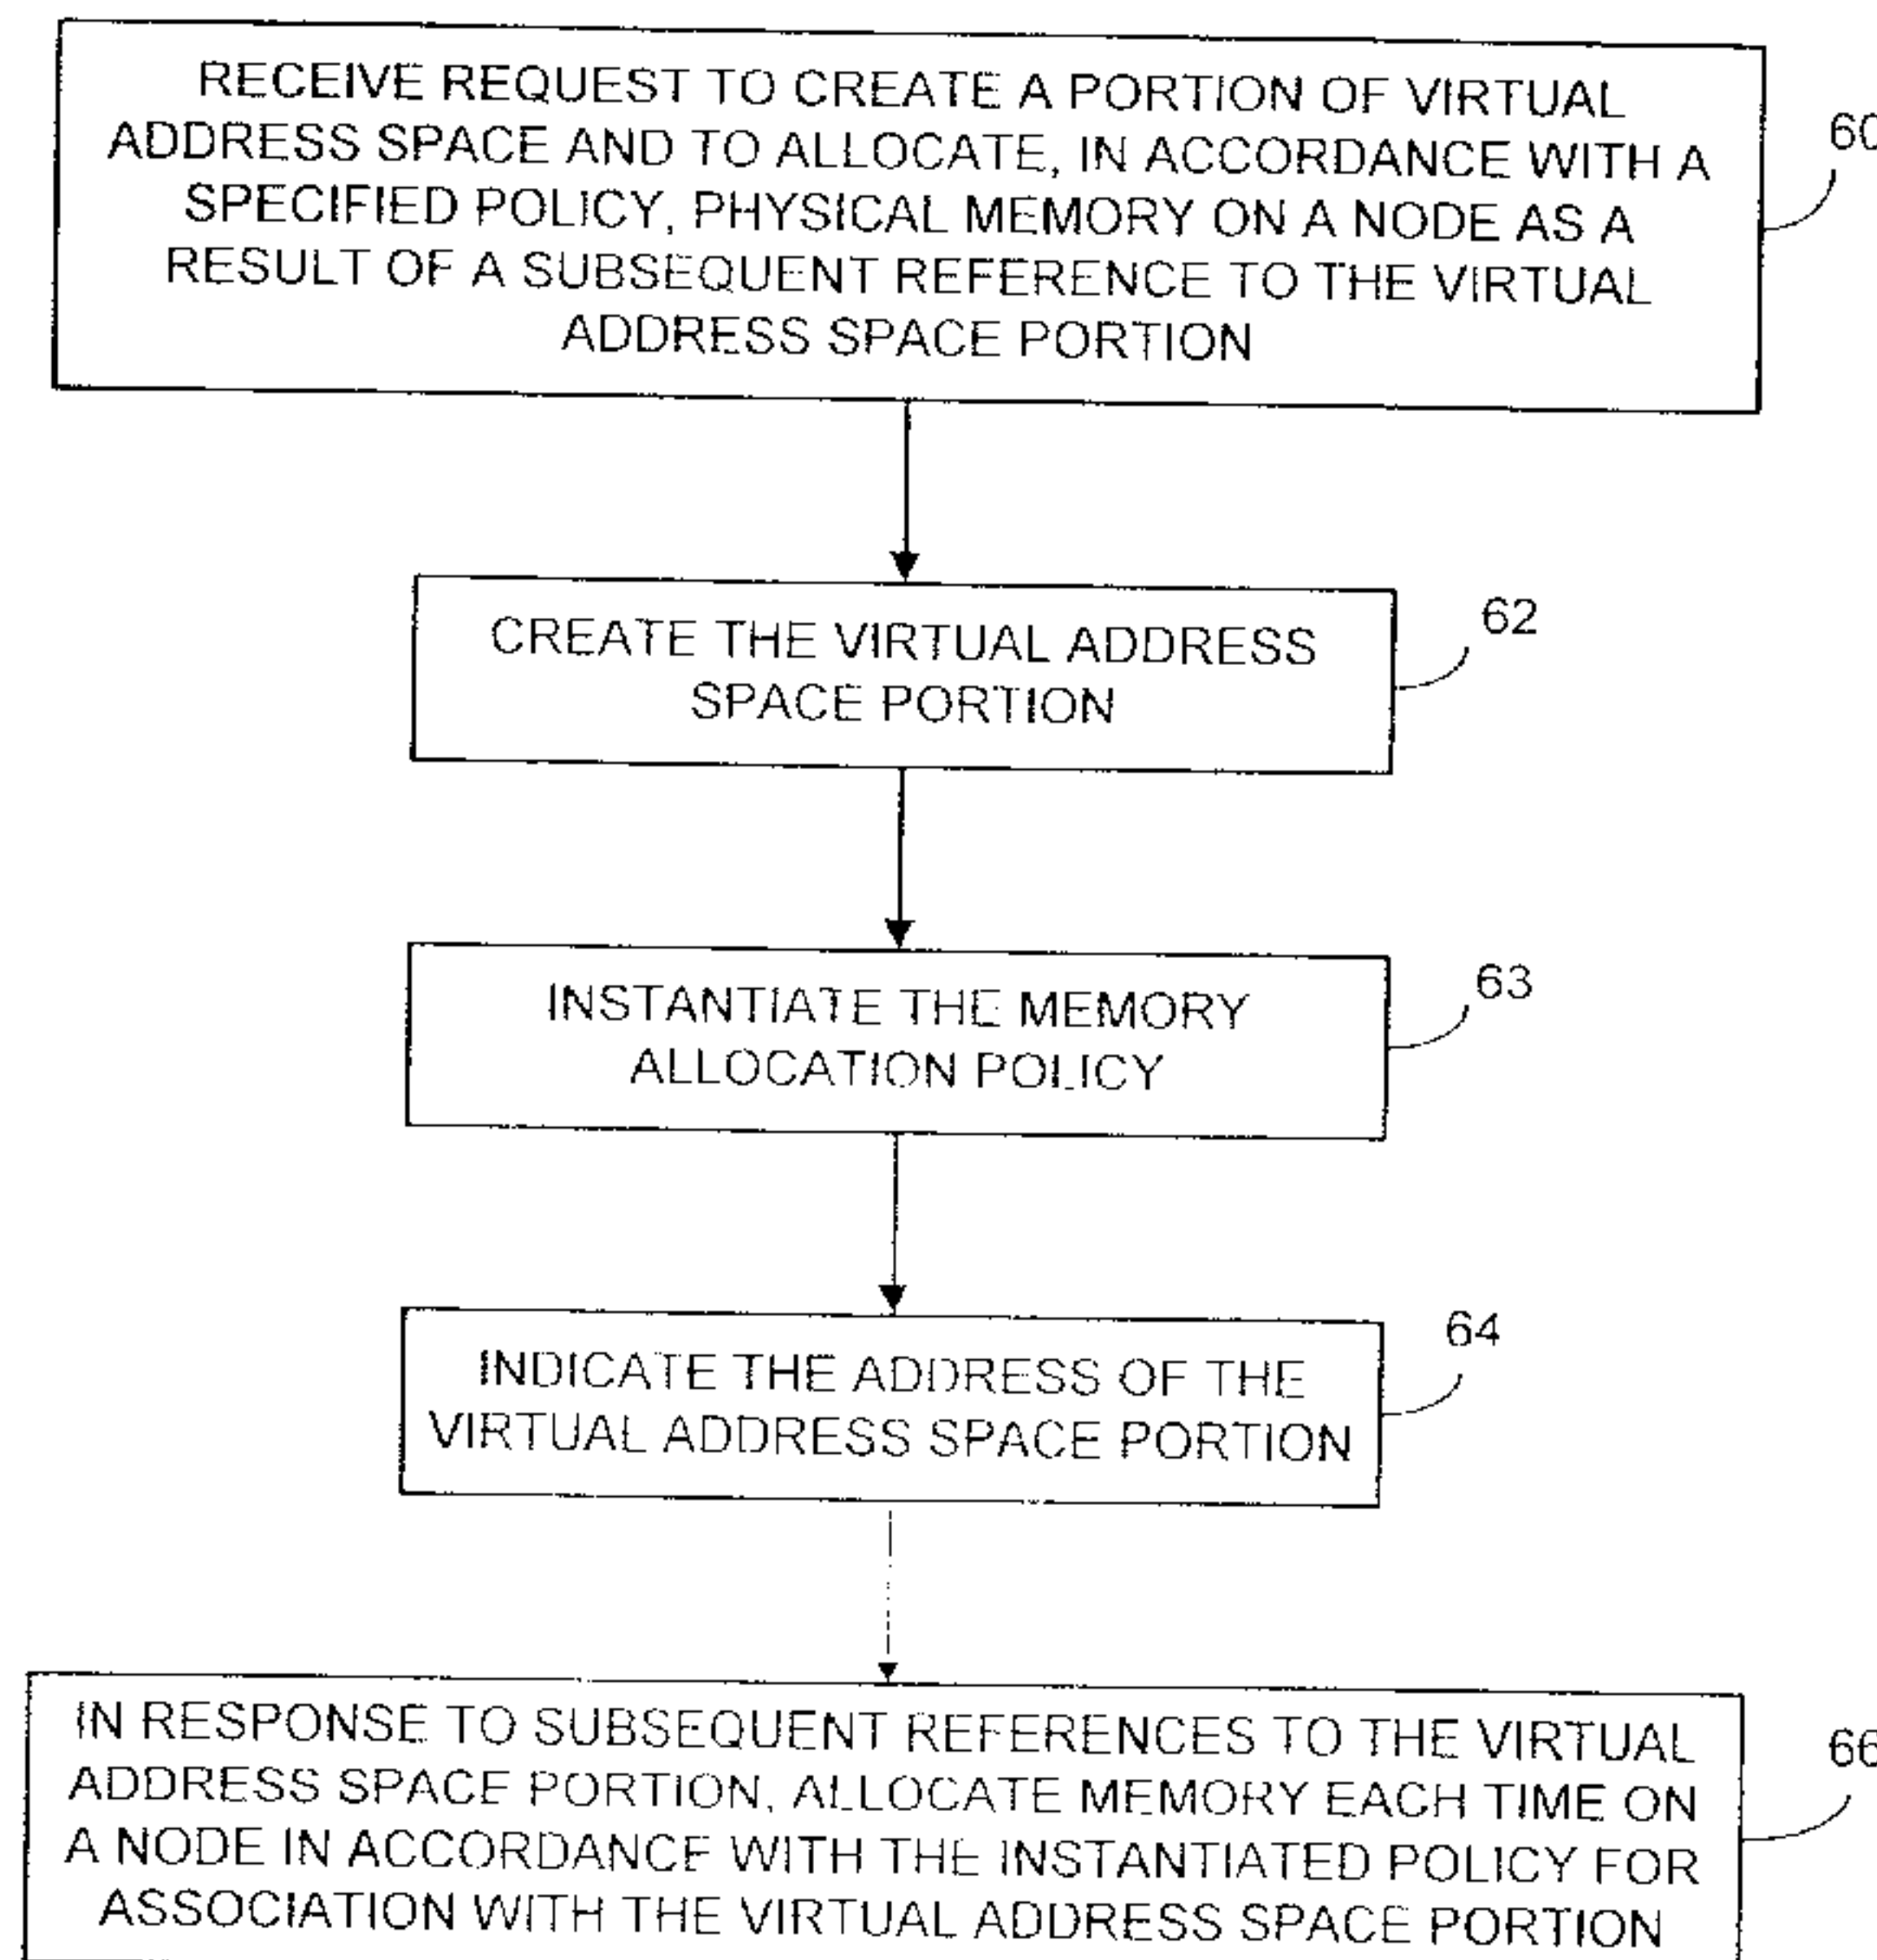 RECEIVE REQUEST TO CREATE A PORTION OF VIRTUAL
ADDRESS SPACE AND TO ALLOCATE, IN ACCORDANCE WITH A
SPECIFIED POLICY, PHYSICAL MEMORY ON A NODE AS A
RESULT OF A SUBSEQUENT REFERENCE TO THE VIRTUAL
ADDRESS SPACE PORTION
60
CREATE THE VIRTUAL ADDRESS
SPACE PORTION
62
INSTANTIATE THE MEMORY
ALLOCATION POLICY
63
INDICATE THE ADDRESS OF THE
VIRTUAL ADDRESS SPACE PORTION
64
IN RESPONSE TO SUBSEQUENT REFERENCES TO THE VIRTUAL
ADDRESS SPACE PORTION, ALLOCATE MEMORY EACH TIME ON
A NODE IN ACCORDANCE WITH THE INSTANTIATED POLICY FOR
ASSOCIATION WITH THE VIRTUAL ADDRESS SPACE PORTION
66